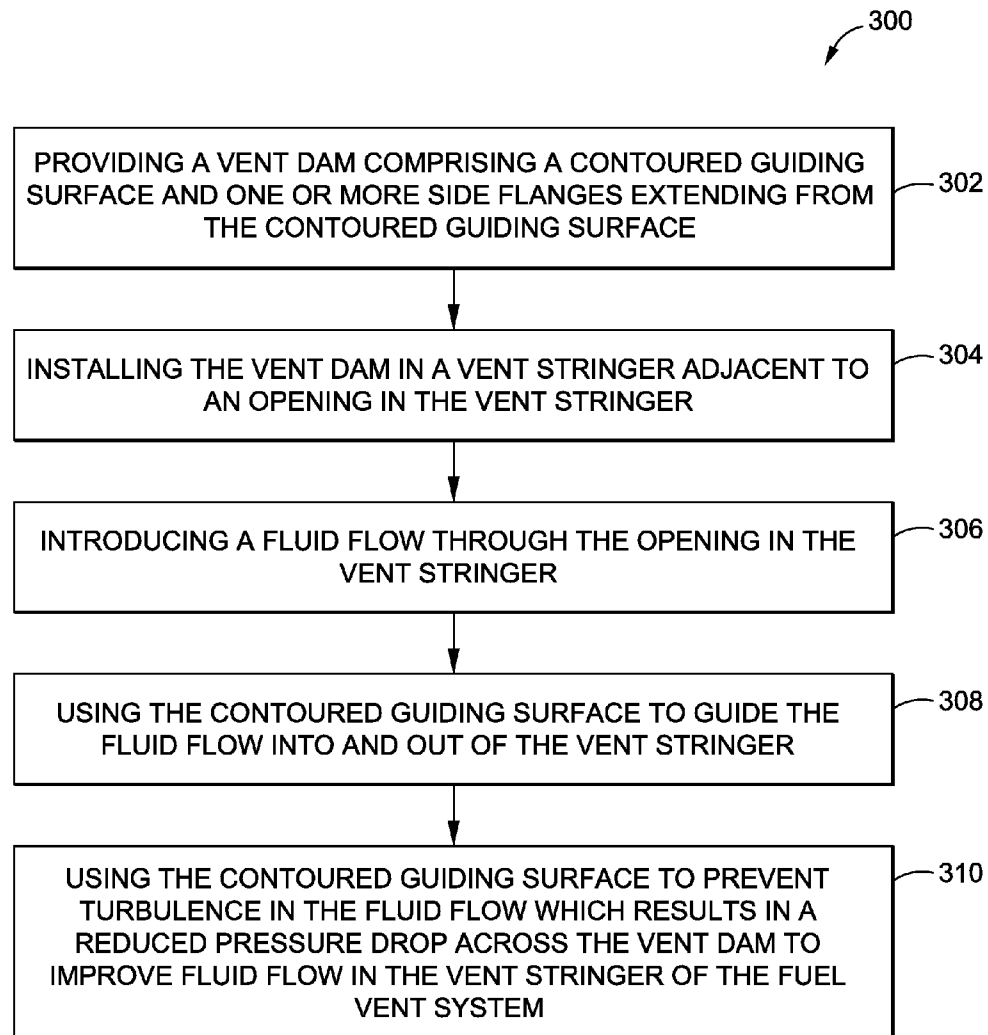 300
PROVIDING A VENT DAM COMPRISING A CONTOURED GUIDING
SURFACE AND ONE OR MORE SIDE FLANGES EXTENDING FROM
THE CONTOURED GUIDING SURFACE
302
INSTALLING THE VENT DAM IN A VENT STRINGER ADJACENT TO
AN OPENING IN THE VENT STRINGER
304
INTRODUCING A FLUID FLOW THROUGH THE OPENING IN THE
VENT STRINGER
306
USING THE CONTOURED GUIDING SURFACE TO GUIDE THE
FLUID FLOW INTO AND OUT OF THE VENT STRINGER
308
USING THE CONTOURED GUIDING SURFACE TO PREVENT
TURBULENCE IN THE FLUID FLOW WHICH RESULTS IN A
REDUCED PRESSURE DROP ACROSS THE VENT DAM TO
IMPROVE FLUID FLOW IN THE VENT STRINGER OF THE FUEL
VENT SYSTEM
310